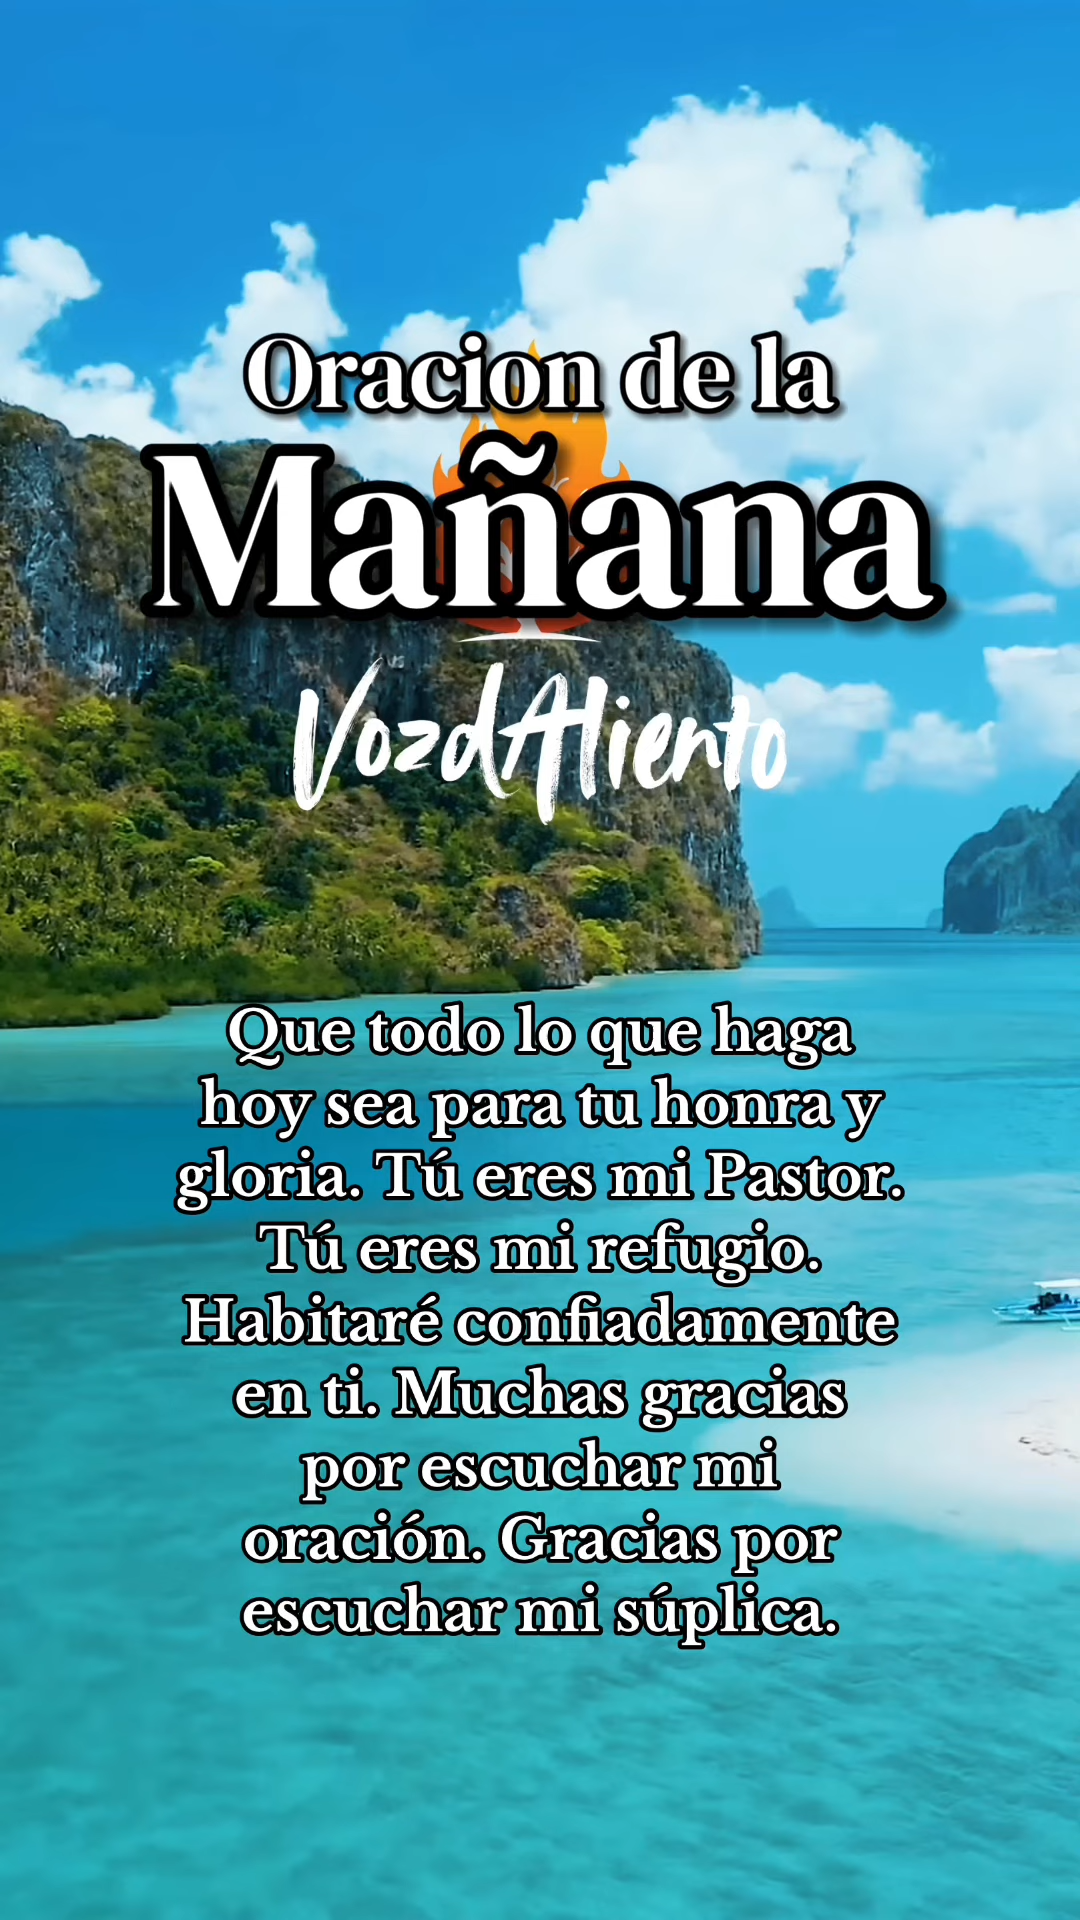 Oracion de la
Mañana
VozdAliento
Que todo lo que haga
hoy sea para tu honra y
gloria. Tú eres mi Pastor.
Tú eres mi refugio.
Habitaré confiadamente
en ti. Muchas gracias
por escuchar mi
oración. Gracias por
escuchar mi súplica.